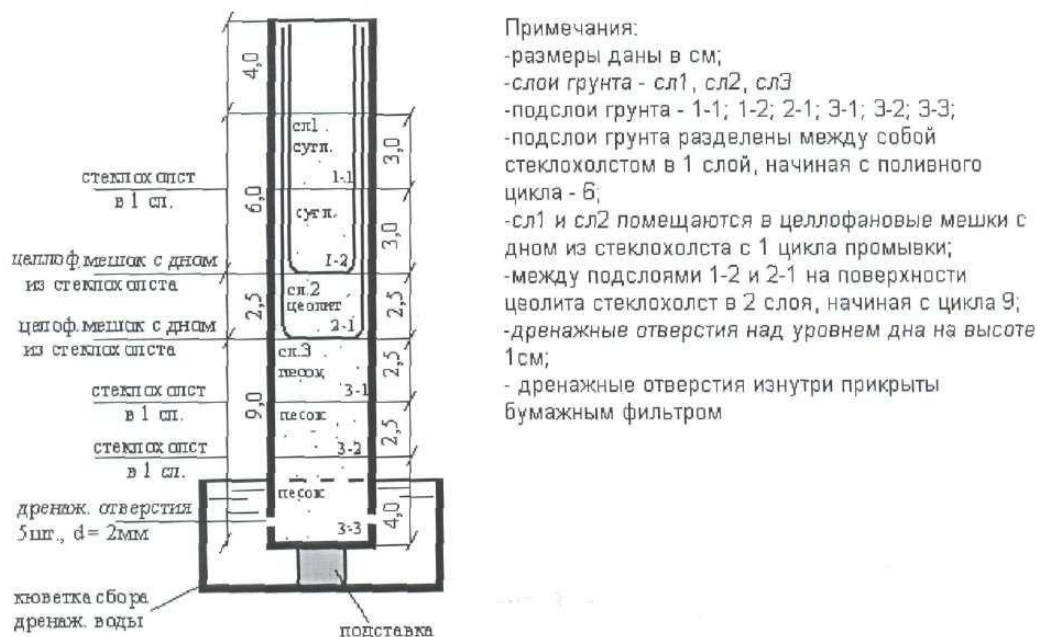 4,0
сл1
сугл.
1-1
3,0
стеклохолст
в 1 сл.
6,0
сугл.
3,0
1-2
целлоф. мешок с дном
из стеклохолста
2,5
сл.2
цеолит
2-1
2,5
целоф. мешок с дном
из стеклохолста
сл.3
песок
3-1
2,5
стеклохолст
в 1 сл.
9,0
песок
3-2
2,5
стеклохолст
в 1 сл.
песок
дренаж. отверстия
5шт., d= 2мм
3-3
4,0
кюветка сбора
дренаж. воды
подставка
Примечания:
-размеры даны в см;
-слои грунта - сл1, сл2, сл3
-подслои грунта - 1-1; 1-2; 2-1; 3-1; 3-2; 3-3;
-подслои грунта разделены между собой
стеклохолстом в 1 слой, начиная с поливного
цикла - 6;
-сл1 и сл2 помещаются в целлофановые мешки с
дном из стеклохолста с 1 цикла промывки;
-между подслоями 1-2 и 2-1 на поверхности
цеолита стеклохолст в 2 слоя, начиная с цикла 9;
-дренажные отверстия над уровнем дна на высоте
1см;
- дренажные отверстия изнутри прикрыты
бумажным фильтром